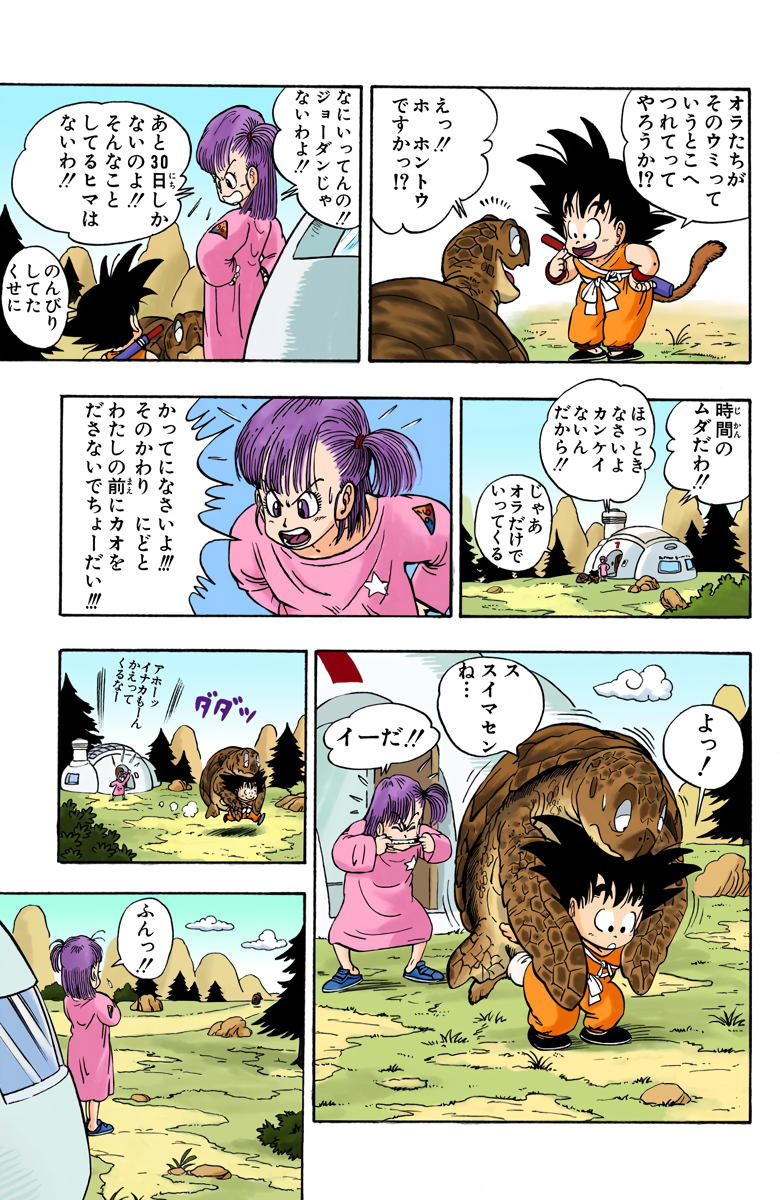 オラたちが
そのウミって
いうとこへ
つれてって
やろうか!?
えっ!!
ホ ホントウ
ですかっ!?
なにいってんの!!
ジョーダンじゃ
ないわよ!!
あと30日しか
ないのよ!!
そんなこと
してるヒマは
ないわ!!
のんびり
してた
くせに
時間の
ムダだわ!!
ほっとき
なさいよ
カンケイ
ないん
だから!!
じゃあ
オラだけで
いってくる
かってになさいよ!!!
そのかわり にどと
わたしの前にカオを
ださないでちょーだい!!!
よっ!
ス
スイマセン
ね…
イーだ!!
ダダダッ
アホーッ
イナカもーん
かえって
くるなー
ふんっ!!